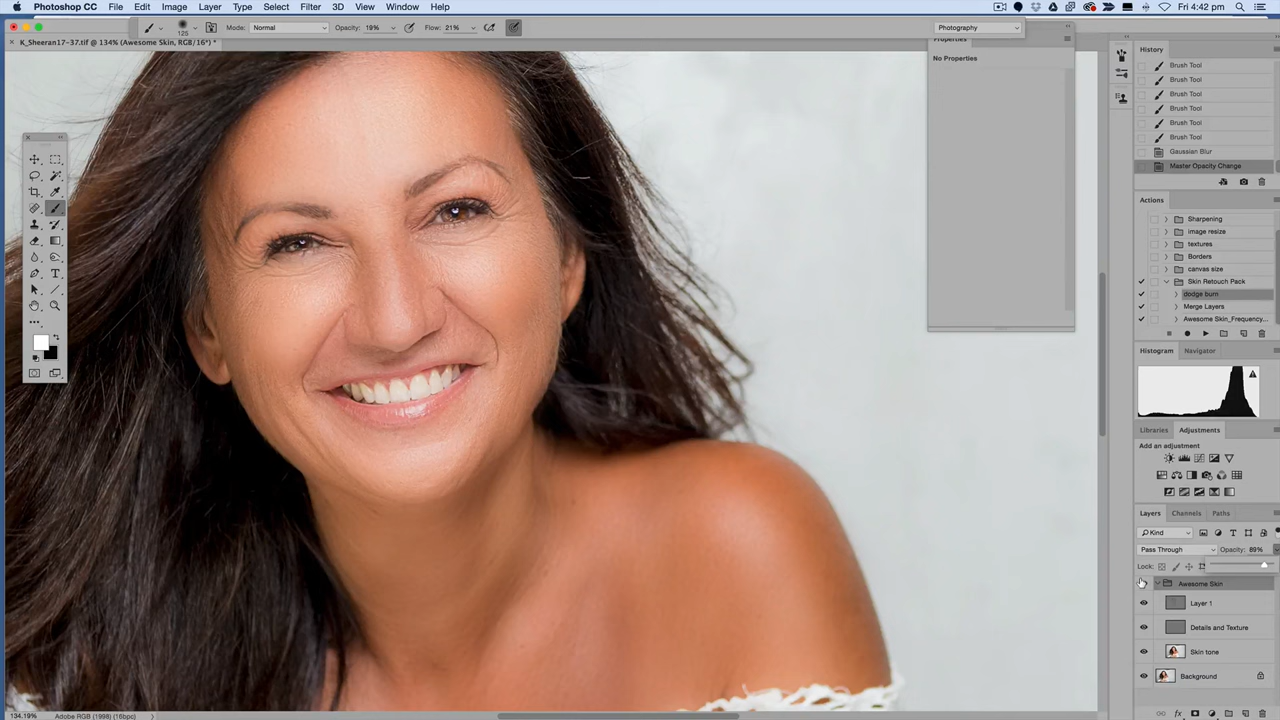 Photoshop CC File Edit Image Layer Type Select Filter 3D View Window Help Fri 4:42 pm
125 Mode: Normal Opacity: 19% Flow: 21% Photography
K_Sheeran17-37.tif @ 134% (Awesome Skin, RGB/16*) *
Properties
No Properties
History
Brush Tool
Brush Tool
Brush Tool
Brush Tool
Brush Tool
Brush Tool
Gaussian Blur
Master Opacity Change
Actions
Sharpening
image resize
textures
Borders
canvas size
Skin Retouch Pack
dodge burn
Merge Layers
Awesome Skin_Frequency...
Histogram Navigator
Libraries Adjustments
Add an adjustment
Layers Channels Paths
Kind
Pass Through Opacity: 89%
Lock:
Awesome Skin
Layer 1
Details and Texture
Skin tone
Background
fx
134.19% Adobe RGB (1998) (16bpc)